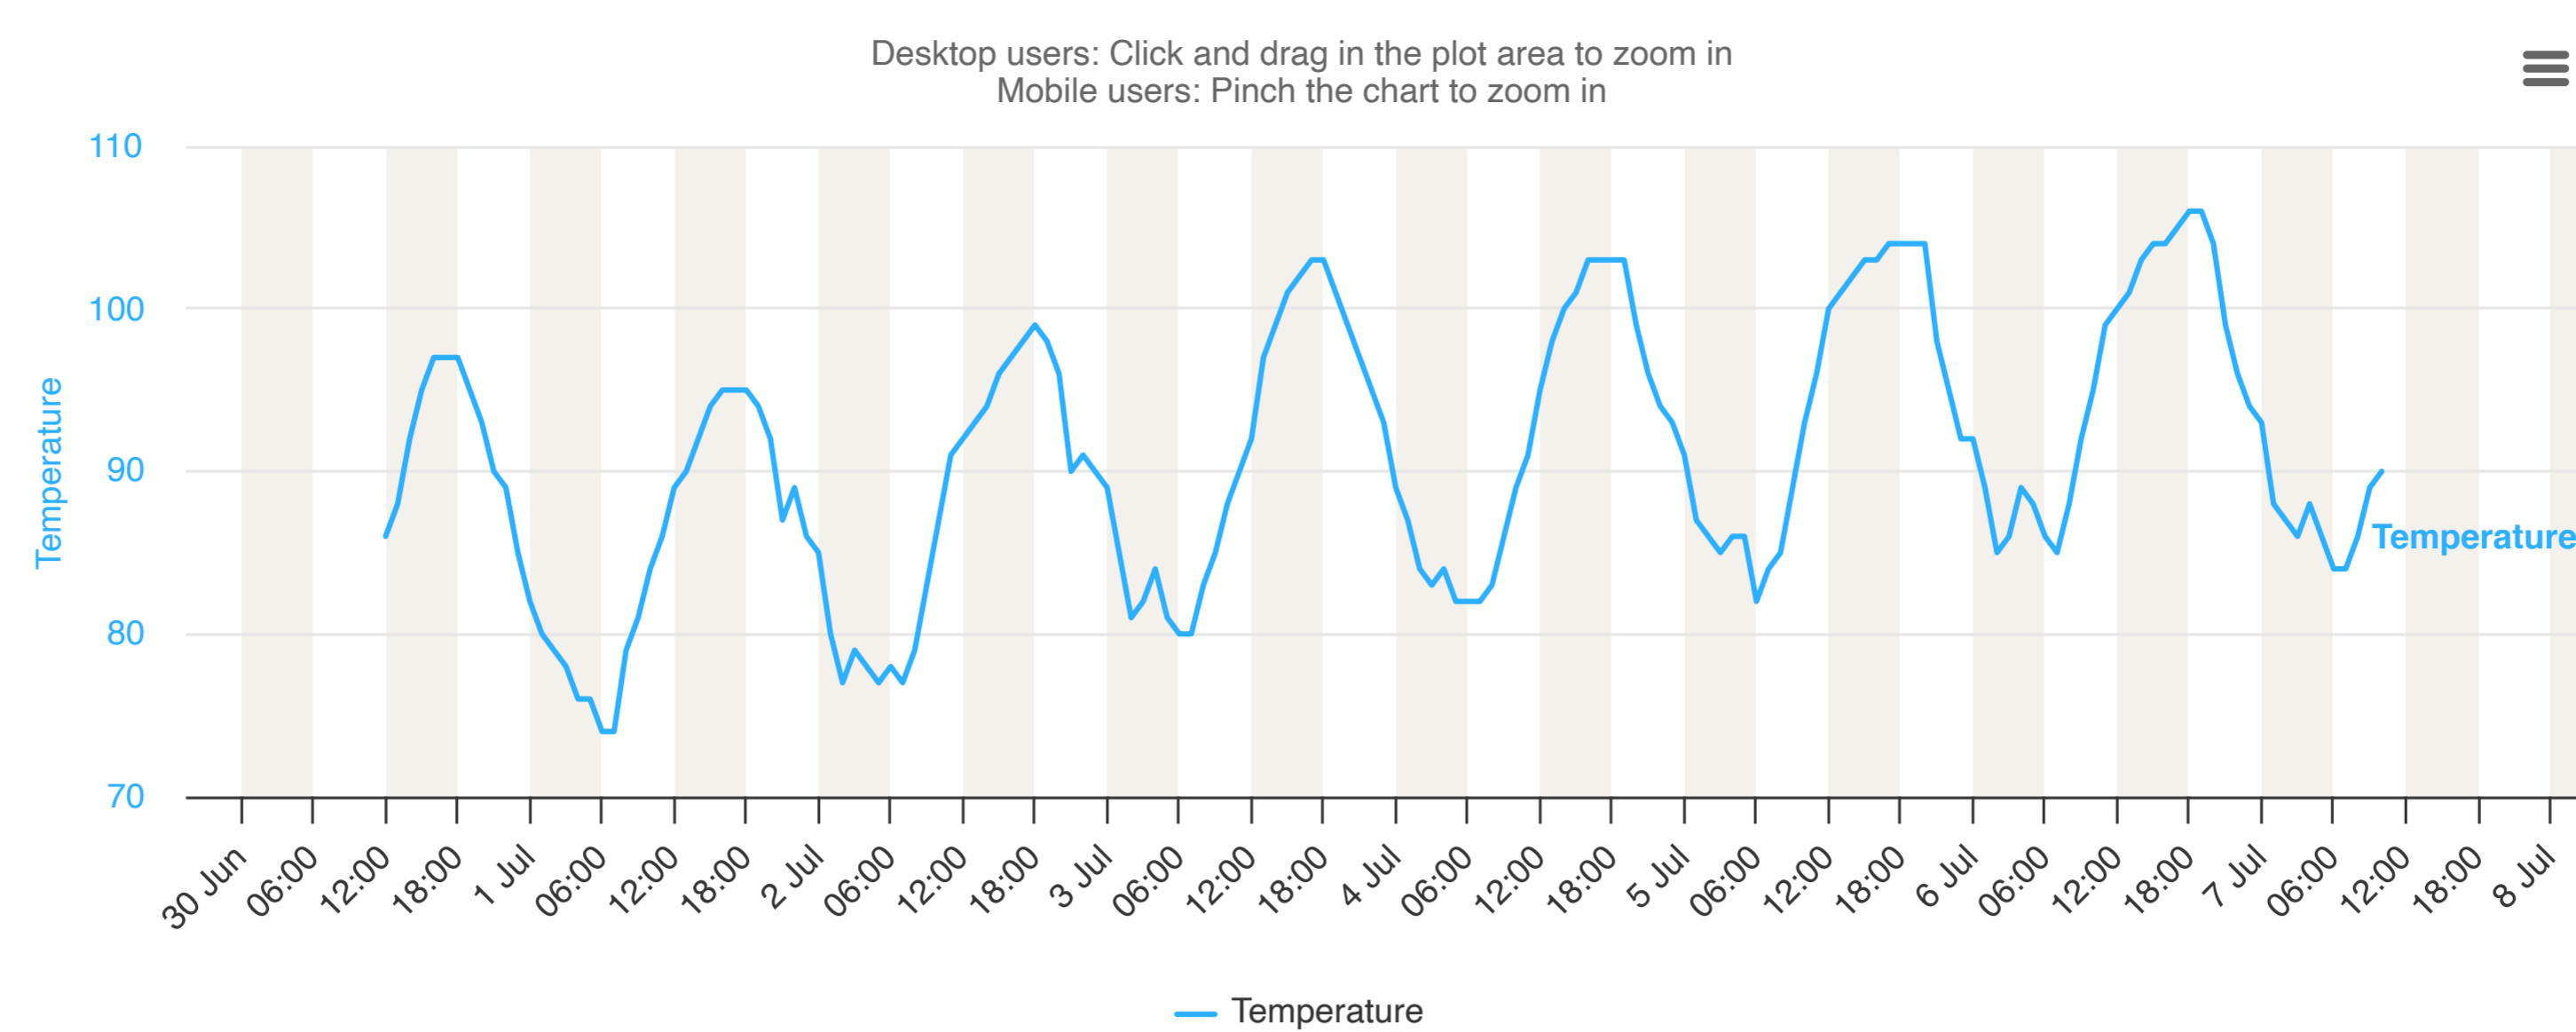 Desktop users: Click and drag in the plot area to zoom in
Mobile users: Pinch the chart to zoom in
110
100
90
80
70
Temperature
Temperature
30 Jun
06:00
12:00
18:00
1 Jul
06:00
12:00
18:00
2 Jul
06:00
12:00
18:00
3 Jul
06:00
12:00
18:00
4 Jul
06:00
12:00
18:00
5 Jul
06:00
12:00
18:00
6 Jul
06:00
12:00
18:00
7 Jul
06:00
12:00
18:00
8 Jul
Temperature